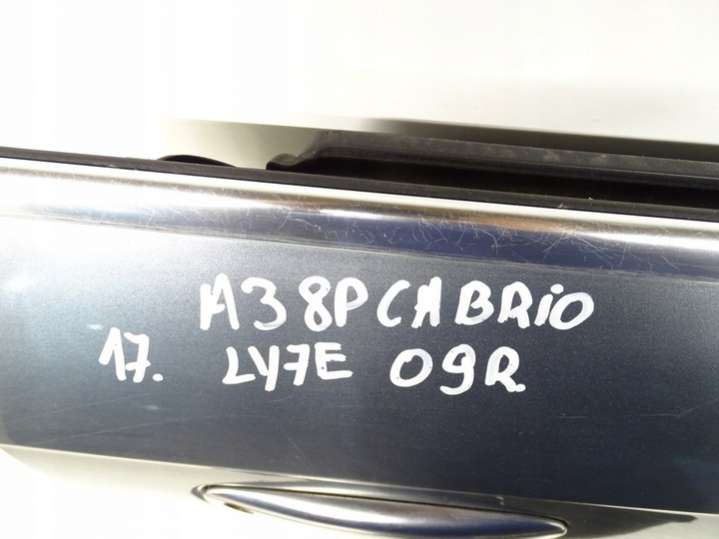 A3 8P CABRIO
17. LY7E 09R.